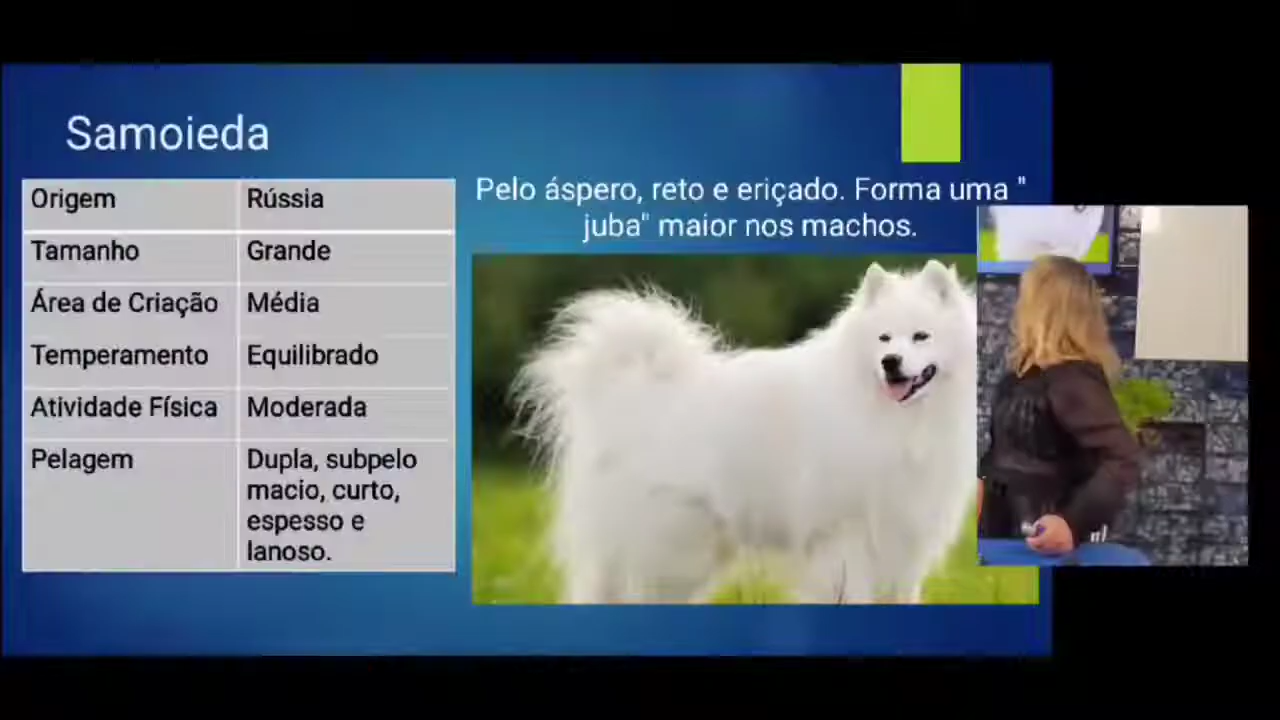 Samoieda
Origem Rússia
Tamanho Grande
Área de Criação Média
Temperamento Equilibrado
Atividade Física Moderada
Pelagem Dupla, subpelo
macio, curto,
espesso e
lanoso.
Pelo áspero, reto e eriçado. Forma uma "
juba" maior nos machos.